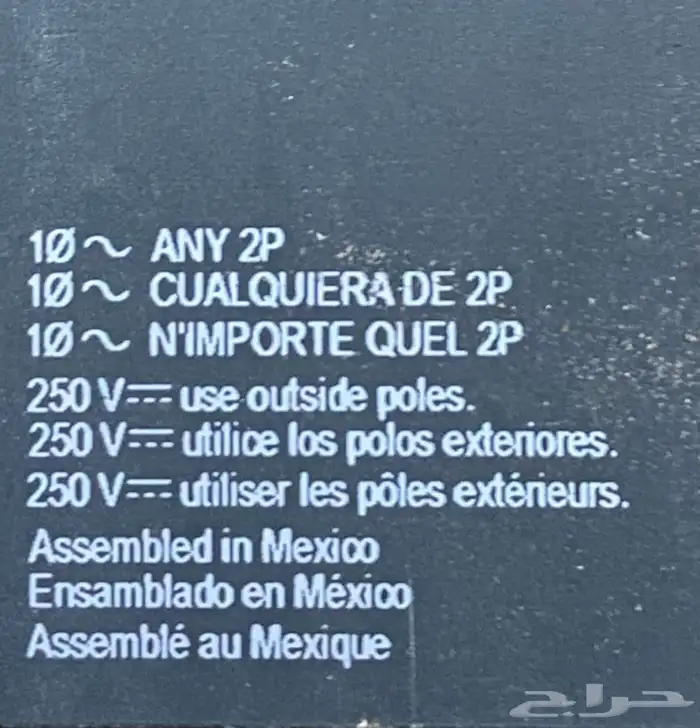 1Ø ~ ANY 2P
1Ø ~ CUALQUIERA DE 2P
1Ø ~ N'IMPORTE QUEL 2P
250 V⎓ use outside poles.
250 V⎓ utilice los polos exteriores.
250 V⎓ utiliser les pôles extérieurs.
Assembled in Mexico
Ensamblado en México
Assemblé au Mexique
حراج